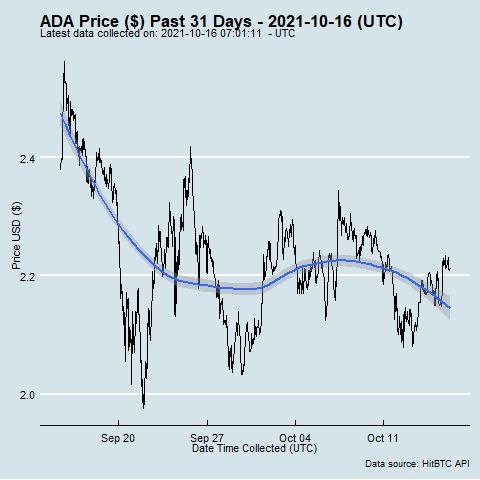 ADA Price ($) Past 31 Days - 2021-10-16 (UTC)
Latest data collected on: 2021-10-16 07:01:11 - UTC
2.4
2.2
2.0
Price USD ($)
Sep 20
Sep 27
Oct 04
Oct 11
Date Time Collected (UTC)
Data source: HitBTC API